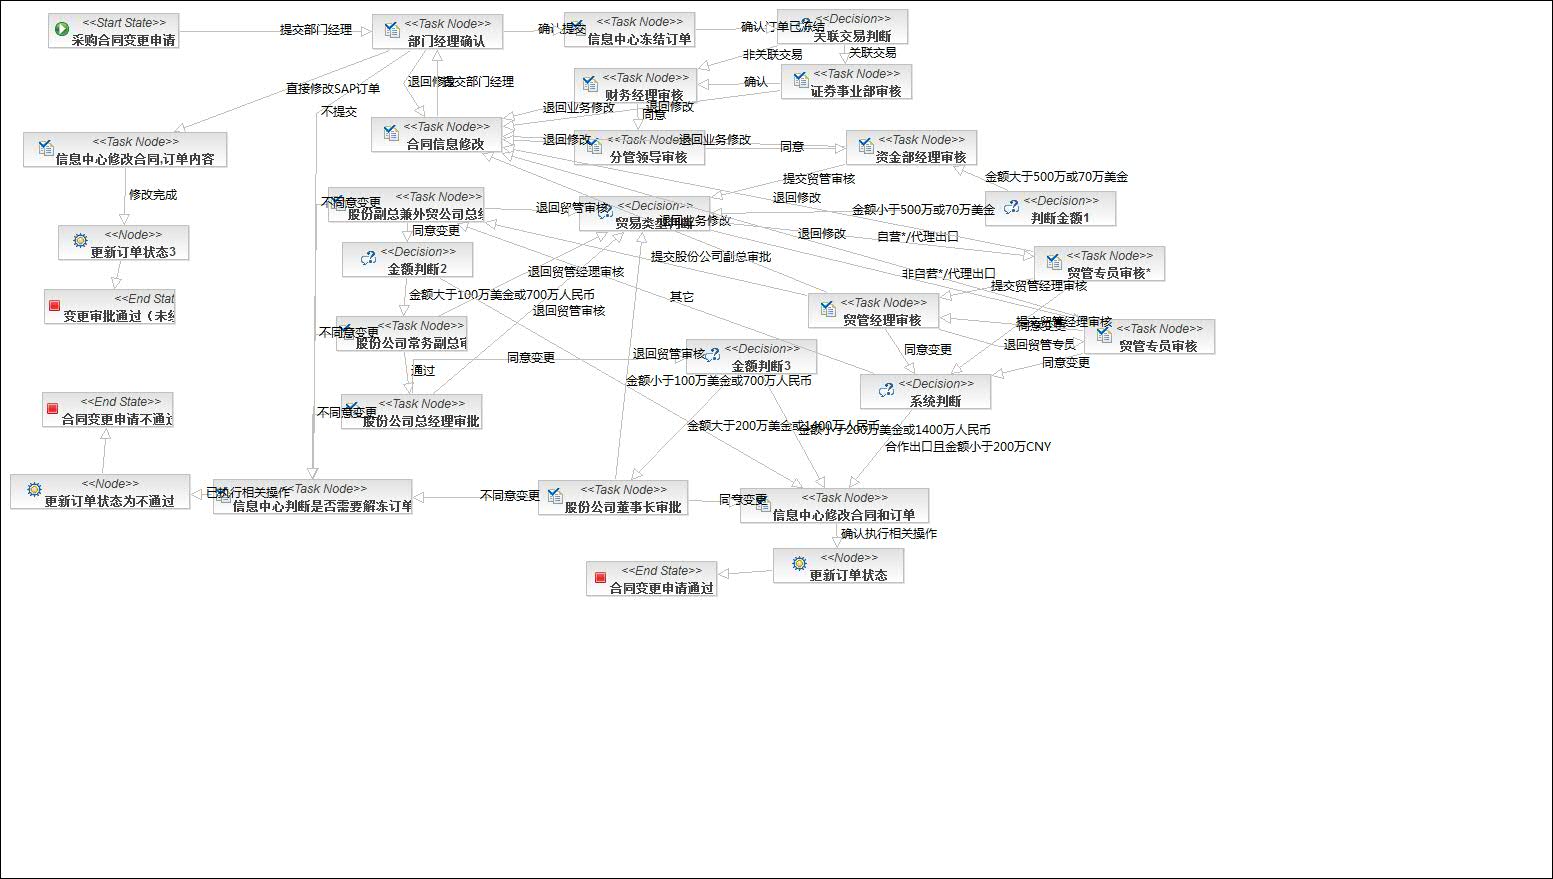 <<Start State>>
采购合同变更申请
提交部门经理
<<Task Node>>
部门经理确认
确认提交
<<Task Node>>
信息中心冻结订单
确认订单已冻结
<<Decision>>
关联交易判断
非关联交易
关联交易
直接修改SAP订单
退回修改
提交部门经理
<<Task Node>>
财务经理审核
确认
<<Task Node>>
证券事业部审核
不提交
退回业务修改
退回修改
同意
<<Task Node>>
信息中心修改合同,订单内容
<<Task Node>>
合同信息修改
退回修改
<<Task Node>>
分管领导审核
退回业务修改
同意
<<Task Node>>
资金部经理审核
修改完成
提交贸管审核
金额大于500万或70万美金
不同意变更
<<Task Node>>
股份副总兼外贸公司总经
退回贸管审核
<<Decision>>
贸易类型判断
退回业务修改
退回修改
金额小于500万或70万美金
<<Decision>>
判断金额1
<<Node>>
更新订单状态3
同意变更
退回修改
自营*/代理出口
<<Decision>>
金额判断2
退回贸管经理审核
提交股份公司副总审批
非自营*/代理出口
<<Task Node>>
贸管专员审核*
提交贸管经理审核
<<End Stat
变更审批通过（未
金额大于100万美金或700万人民币
退回贸管审核
其它
<<Task Node>>
贸管经理审核
提交贸管经理审核
同意变更
<<Task Node>>
贸管专员审核
不同意变更
<<Task Node>>
股份公司常务副总
退回贸管专员
同意变更
同意变更
退回贸管审核
<<Decision>>
金额判断3
同意变更
通过
金额小于100万美金或700万人民币
<<Decision>>
系统判断
<<End State>>
合同变更申请不通
不同意变更
<<Task Node>>
股份公司总经理审批
金额大于200万美金或1400万人民币
金额小于200万美金或1400万人民币
合作出口且金额小于200万CNY
<<Node>>
更新订单状态为不通过
已执行相关操作
<<Task Node>>
信息中心判断是否需要解冻订单
不同意变更
<<Task Node>>
股份公司董事长审批
同意变更
<<Task Node>>
信息中心修改合同和订单
确认执行相关操作
<<End State>>
合同变更申请通过
<<Node>>
更新订单状态